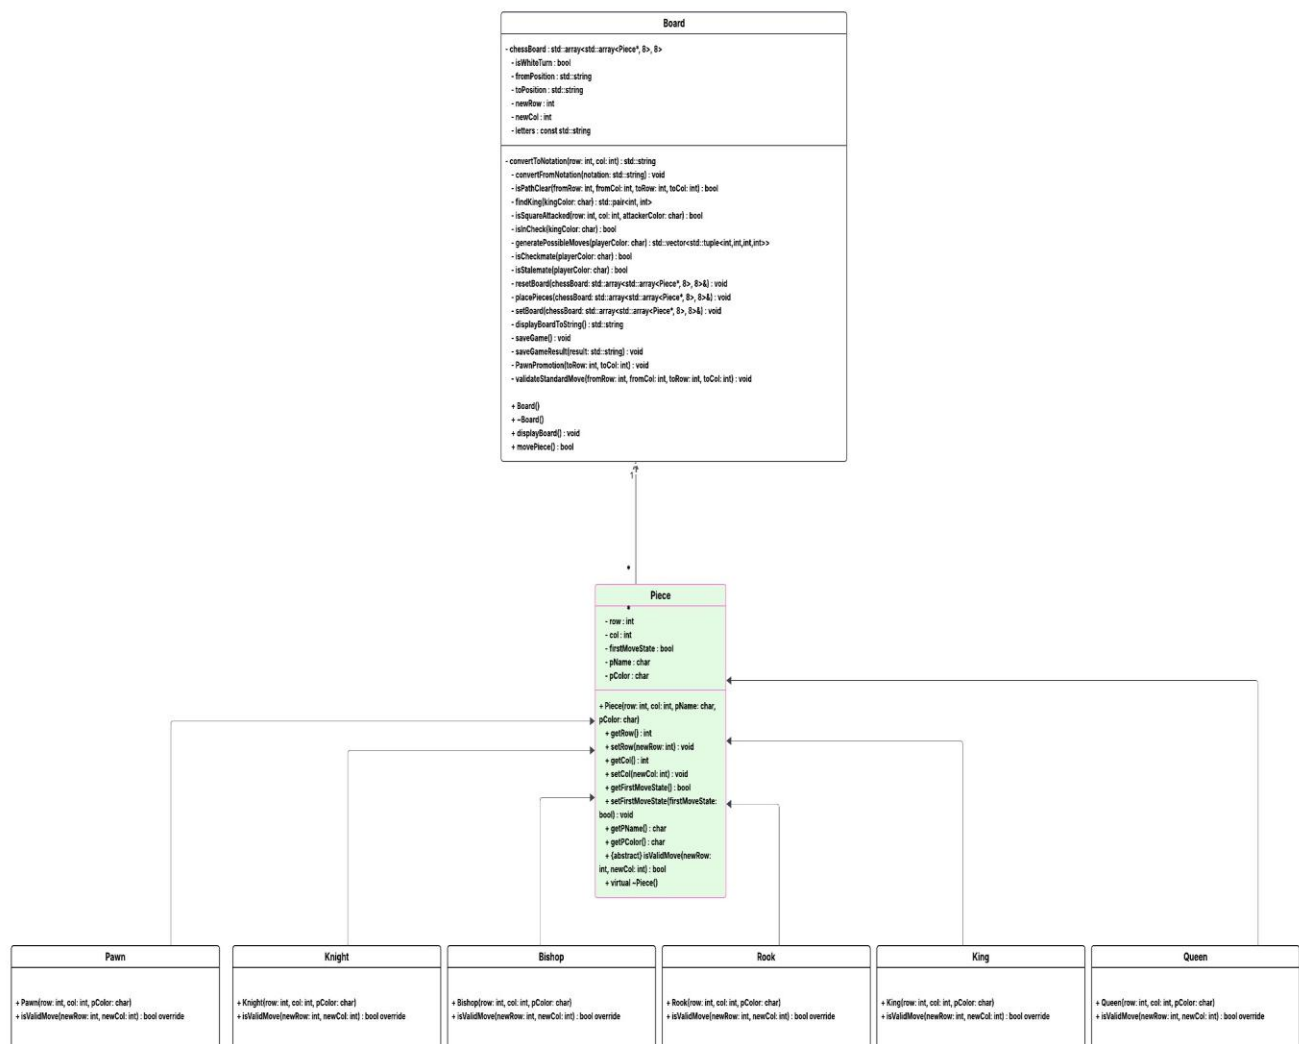 Board
- chessBoard : std::array<std::array<Piece*, 8>, 8>
- isWhiteTurn : bool
- fromPosition : std::string
- toPosition : std::string
- newRow : int
- newCol : int
- letters : const std::string
- convertToNotation(row: int, col: int) : std::string
- convertFromNotation(notation: std::string) : void
- isPathClear(fromRow: int, fromCol: int, toRow: int, toCol: int) : bool
- findKing(kingColor: char) : std::pair<int, int>
- isSquareAttacked(row: int, col: int, attackerColor: char) : bool
- isInCheck(kingColor: char) : bool
- generatePossibleMoves(playerColor: char) : std::vector<std::tuple<int,int,int,int>>
- isCheckmate(playerColor: char) : bool
- isStalemate(playerColor: char) : bool
- resetBoard(chessBoard: std::array<std::array<Piece*, 8>, 8>&) : void
- placePieces(chessBoard: std::array<std::array<Piece*, 8>, 8>&) : void
- setBoard(chessBoard: std::array<std::array<Piece*, 8>, 8>&) : void
- displayBoardToString() : std::string
- saveGame() : void
- saveGameResult(result: std::string) : void
- PawnPromotion(toRow: int, toCol: int) : void
- validateStandardMove(fromRow: int, fromCol: int, toRow: int, toCol: int) : void
+ Board()
+ ~Board()
+ displayBoard() : void
+ movePiece() : bool
1
*
Piece
*
- row : int
- col : int
- firstMoveState : bool
- pName : char
- pColor : char
+ Piece(row: int, col: int, pName: char,
pColor: char)
+ getRow() : int
+ setRow(newRow: int) : void
+ getCol() : int
+ setCol(newCol: int) : void
+ getFirstMoveState() : bool
+ setFirstMoveState(firstMoveState:
bool) : void
+ getPName() : char
+ getPColor() : char
+ {abstract} isValidMove(newRow:
int, newCol: int) : bool
+ virtual ~Piece()
Pawn
+ Pawn(row: int, col: int, pColor: char)
+ isValidMove(newRow: int, newCol: int) : bool override
Knight
+ Knight(row: int, col: int, pColor: char)
+ isValidMove(newRow: int, newCol: int) : bool override
Bishop
+ Bishop(row: int, col: int, pColor: char)
+ isValidMove(newRow: int, newCol: int) : bool override
Rook
+ Rook(row: int, col: int, pColor: char)
+ isValidMove(newRow: int, newCol: int) : bool override
King
+ King(row: int, col: int, pColor: char)
+ isValidMove(newRow: int, newCol: int) : bool override
Queen
+ Queen(row: int, col: int, pColor: char)
+ isValidMove(newRow: int, newCol: int) : bool override